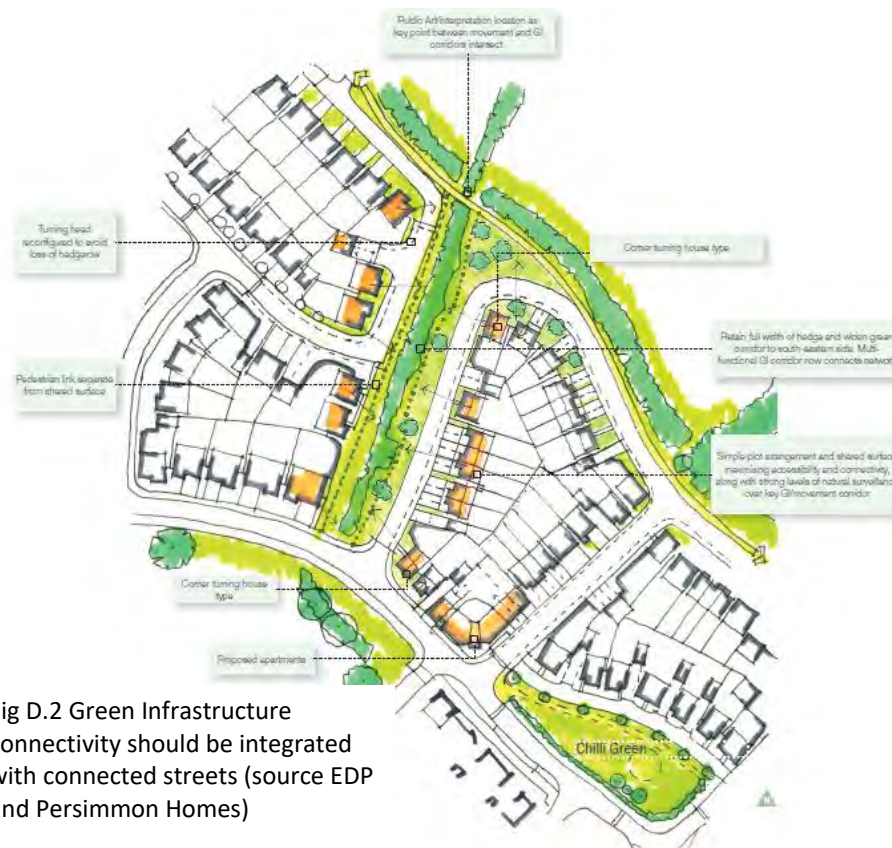 Public Art/interpretation location as
key point between movement and GI
corridors intersect
Turning head
reconfigured to avoid
loss of hedgerow
Corner turning house type
Retain full width of hedge and widen green
corridor to south eastern side. Multi-
functional GI corridor now connects network
Pedestrian link separate
from shared surface
Simple plot arrangement and shared surface
maximising accessibility and connectivity,
along with strong levels of natural surveillance
over key GI/movement corridor
Corner turning house
type
Proposed apartments
Chilli Green
ig D.2 Green Infrastructure
onnectivity should be integrated
with connected streets (source EDP
nd Persimmon Homes)